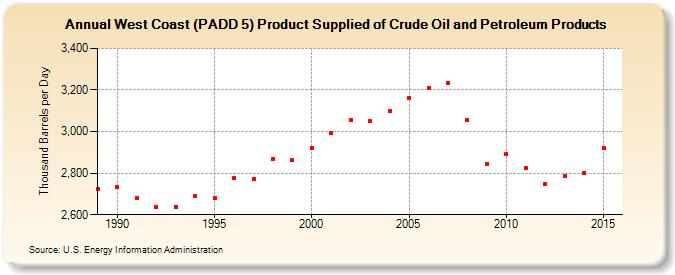 Annual West Coast (PADD 5) Product Supplied of Crude Oil and Petroleum Products
Thousand Barrels per Day
3,400
3,200
3,000
2,800
2,600
1990 1995 2000 2005 2010 2015
Source: U.S. Energy Information Administration